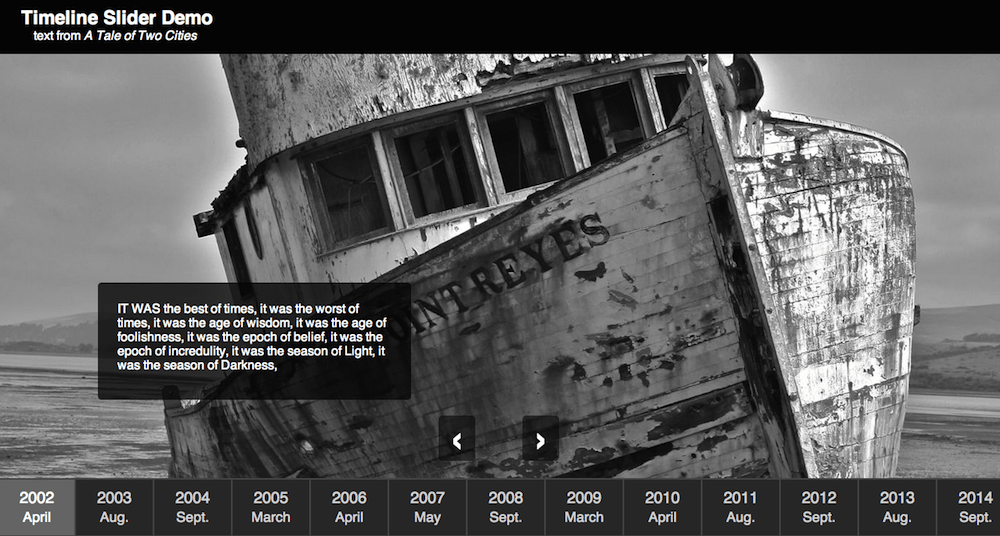 Timeline Slider Demo
text from A Tale of Two Cities
OINT REYES
IT WAS the best of times, it was the worst of
times, it was the age of wisdom, it was the age of
foolishness, it was the epoch of belief, it was the
epoch of incredulity, it was the season of Light, it
was the season of Darkness,
‹ ›
2002 2003 2004 2005 2006 2007 2008 2009 2010 2011 2012 2013 2014
April Aug. Sept. March April May Sept. March April Aug. Sept. Aug. Sept.